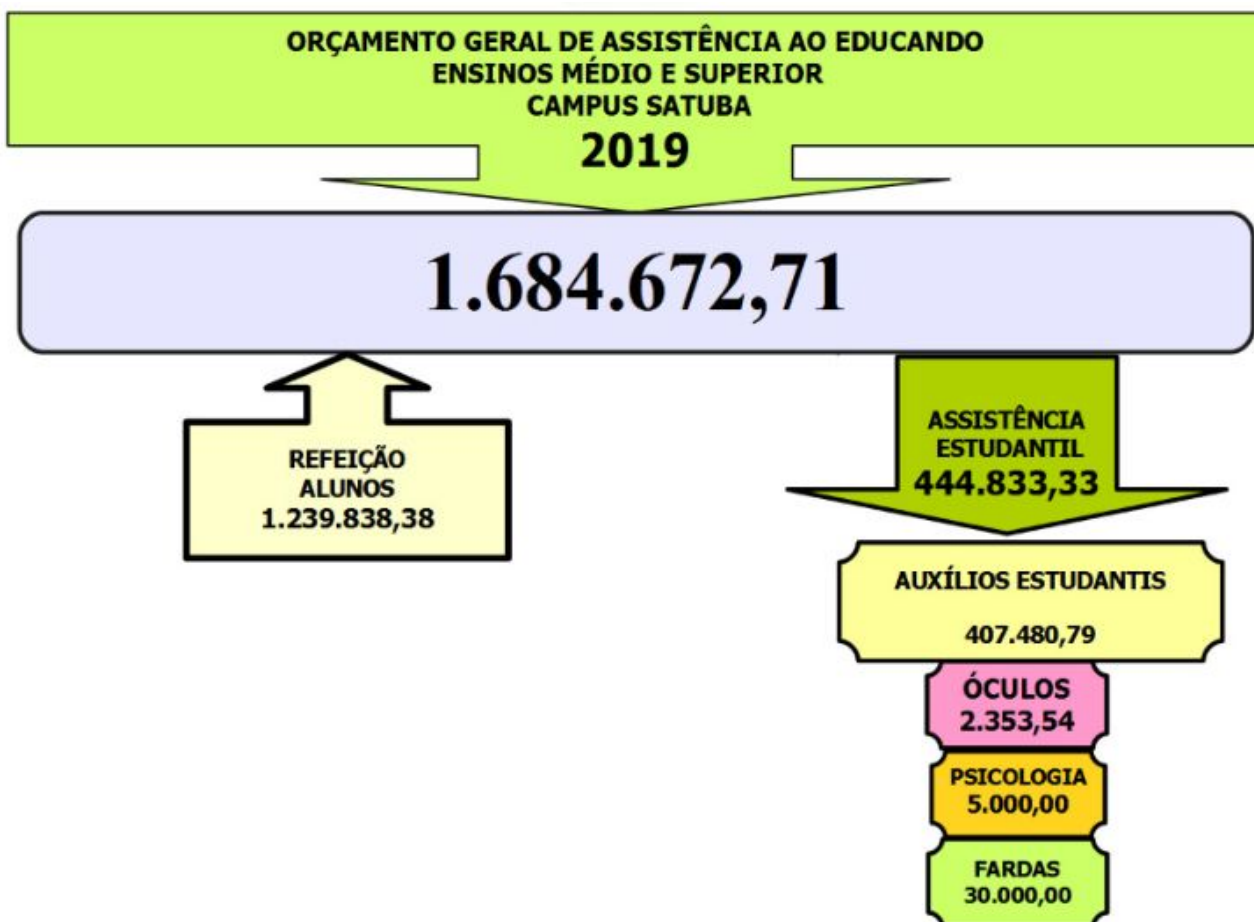 ORÇAMENTO GERAL DE ASSISTÊNCIA AO EDUCANDO
ENSINOS MÉDIO E SUPERIOR
CAMPUS SATUBA
2019
1.684.672,71
REFEIÇÃO
ALUNOS
1.239.838,38
ASSISTÊNCIA
ESTUDANTIL
444.833,33
AUXÍLIOS ESTUDANTIS
407.480,79
ÓCULOS
2.353,54
PSICOLOGIA
5.000,00
FARDAS
30.000,00